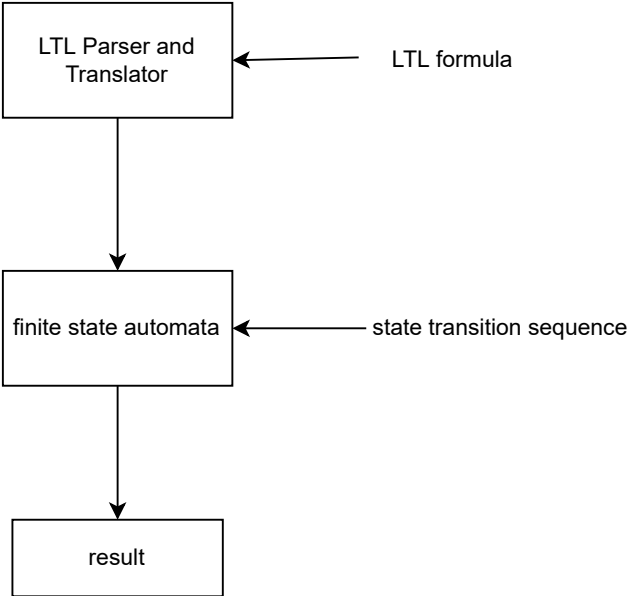 LTL Parser and
Translator
LTL formula
finite state automata
state transition sequence
result